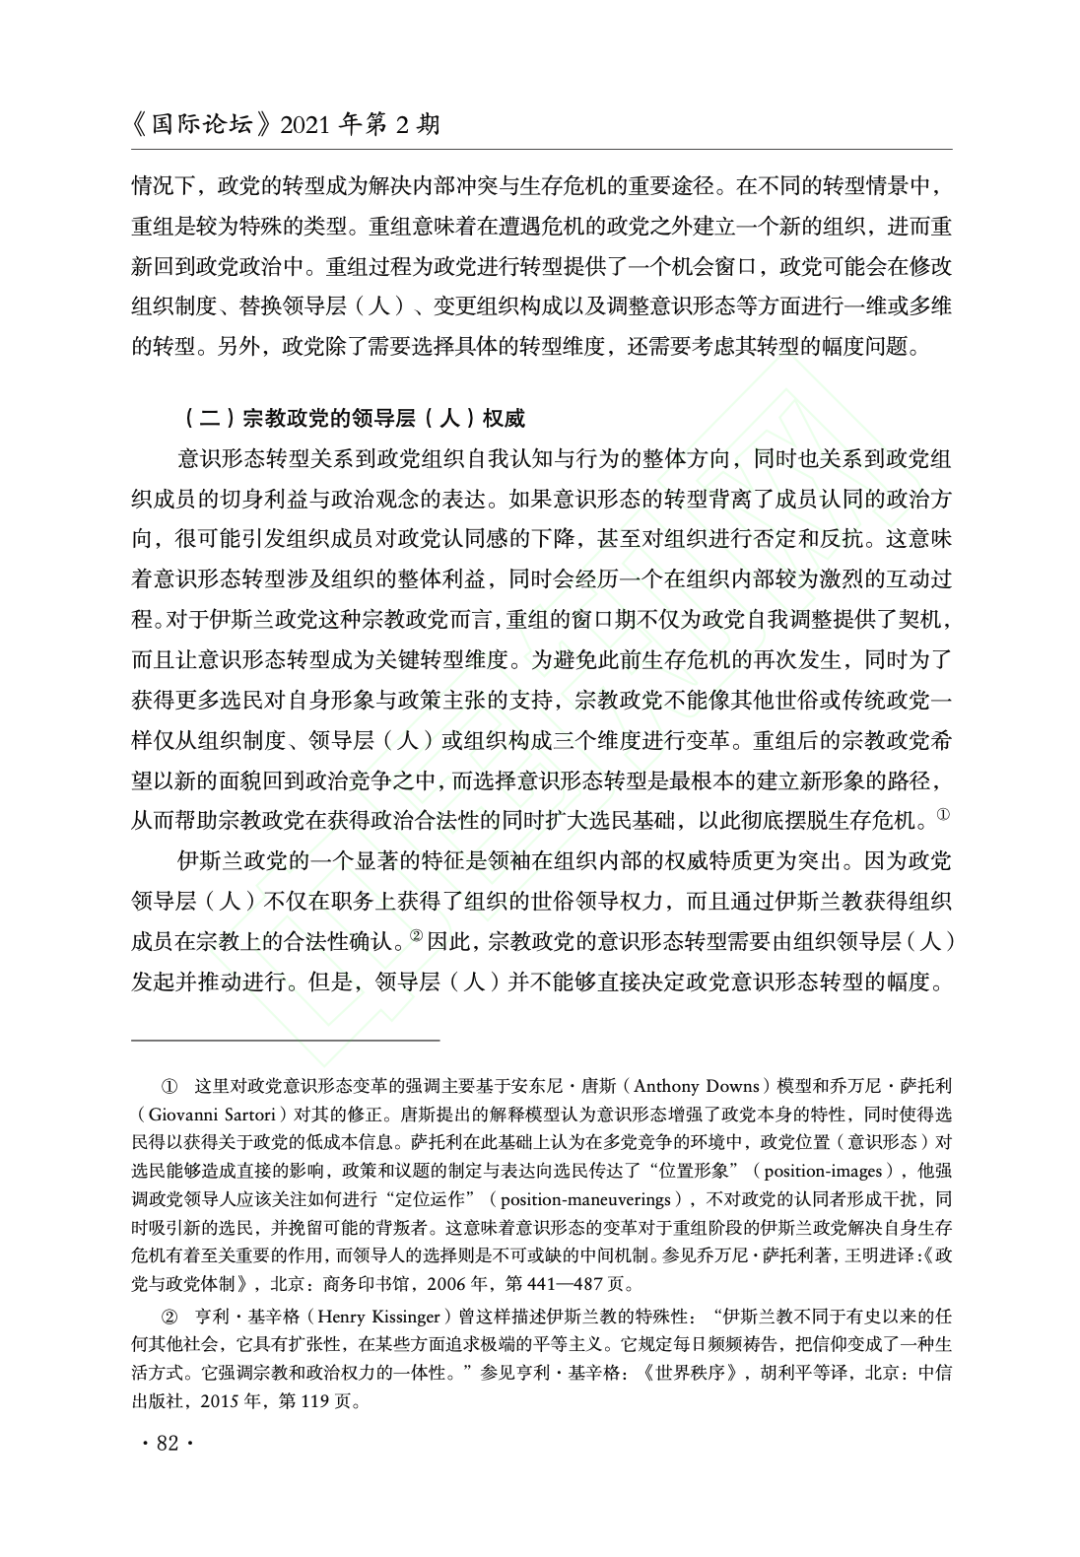 《国际论坛》2021 年第 2 期
情况下，政党的转型成为解决内部冲突与生存危机的重要途径。在不同的转型情景中，
重组是较为特殊的类型。重组意味着在遭遇危机的政党之外建立一个新的组织，进而重
新回到政党政治中。重组过程为政党进行转型提供了一个机会窗口，政党可能会在修改
组织制度、替换领导层（人）、变更组织构成以及调整意识形态等方面进行一维或多维
的转型。另外，政党除了需要选择具体的转型维度，还需要考虑其转型的幅度问题。
（二）宗教政党的领导层（人）权威
意识形态转型关系到政党组织自我认知与行为的整体方向，同时也关系到政党组
织成员的切身利益与政治观念的表达。如果意识形态的转型背离了成员认同的政治方
向，很可能引发组织成员对政党认同感的下降，甚至对组织进行否定和反抗。这意味
着意识形态转型涉及组织的整体利益，同时会经历一个在组织内部较为激烈的互动过
程。对于伊斯兰政党这种宗教政党而言，重组的窗口期不仅为政党自我调整提供了契机，
而且让意识形态转型成为关键转型维度。为避免此前生存危机的再次发生，同时为了
获得更多选民对自身形象与政策主张的支持，宗教政党不能像其他世俗或传统政党一
样仅从组织制度、领导层（人）或组织构成三个维度进行变革。重组后的宗教政党希
望以新的面貌回到政治竞争之中，而选择意识形态转型是最根本的建立新形象的路径，
从而帮助宗教政党在获得政治合法性的同时扩大选民基础，以此彻底摆脱生存危机。①
伊斯兰政党的一个显著的特征是领袖在组织内部的权威特质更为突出。因为政党
领导层（人）不仅在职务上获得了组织的世俗领导权力，而且通过伊斯兰教获得组织
成员在宗教上的合法性确认。②因此，宗教政党的意识形态转型需要由组织领导层（人）
发起并推动进行。但是，领导层（人）并不能够直接决定政党意识形态转型的幅度。
① 这里对政党意识形态变革的强调主要基于安东尼·唐斯（Anthony Downs）模型和乔万尼·萨托利
（Giovanni Sartori）对其的修正。唐斯提出的解释模型认为意识形态增强了政党本身的特性，同时使得选
民得以获得关于政党的低成本信息。萨托利在此基础上认为在多党竞争的环境中，政党位置（意识形态）对
选民能够造成直接的影响，政策和议题的制定与表达向选民传达了“位置形象”（position-images），他强
调政党领导人应该关注如何进行“定位运作”（position-maneuverings），不对政党的认同者形成干扰，同
时吸引新的选民，并挽留可能的背叛者。这意味着意识形态的变革对于重组阶段的伊斯兰政党解决自身生存
危机有着至关重要的作用，而领导人的选择则是不可或缺的中间机制。参见乔万尼·萨托利著，王明进译：《政
党与政党体制》，北京：商务印书馆，2006 年，第 441—487 页。
② 亨利·基辛格（Henry Kissinger）曾这样描述伊斯兰教的特殊性：“伊斯兰教不同于有史以来的任
何其他社会，它具有扩张性，在某些方面追求极端的平等主义。它规定每日频频祷告，把信仰变成了一种生
活方式。它强调宗教和政治权力的一体性。”参见亨利·基辛格：《世界秩序》，胡利平等译，北京：中信
出版社，2015 年，第 119 页。
· 82 ·